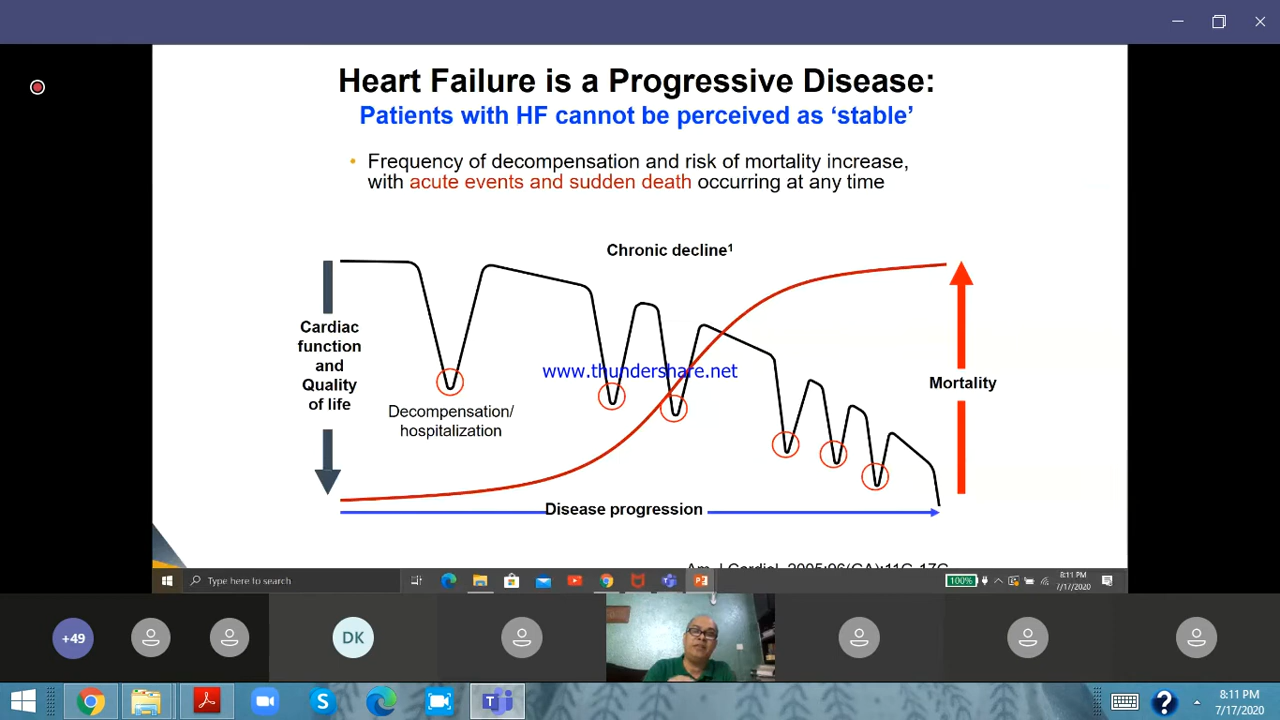 Heart Failure is a Progressive Disease:
Patients with HF cannot be perceived as ‘stable’
• Frequency of decompensation and risk of mortality increase,
with acute events and sudden death occurring at any time
Chronic decline¹
Cardiac
function
and
Quality
of life
www.thundershare.net
Mortality
Decompensation/
hospitalization
Disease progression
Type here to search
100%
8:11 PM
7/17/2020
+49
DK
8:11 PM
7/17/2020